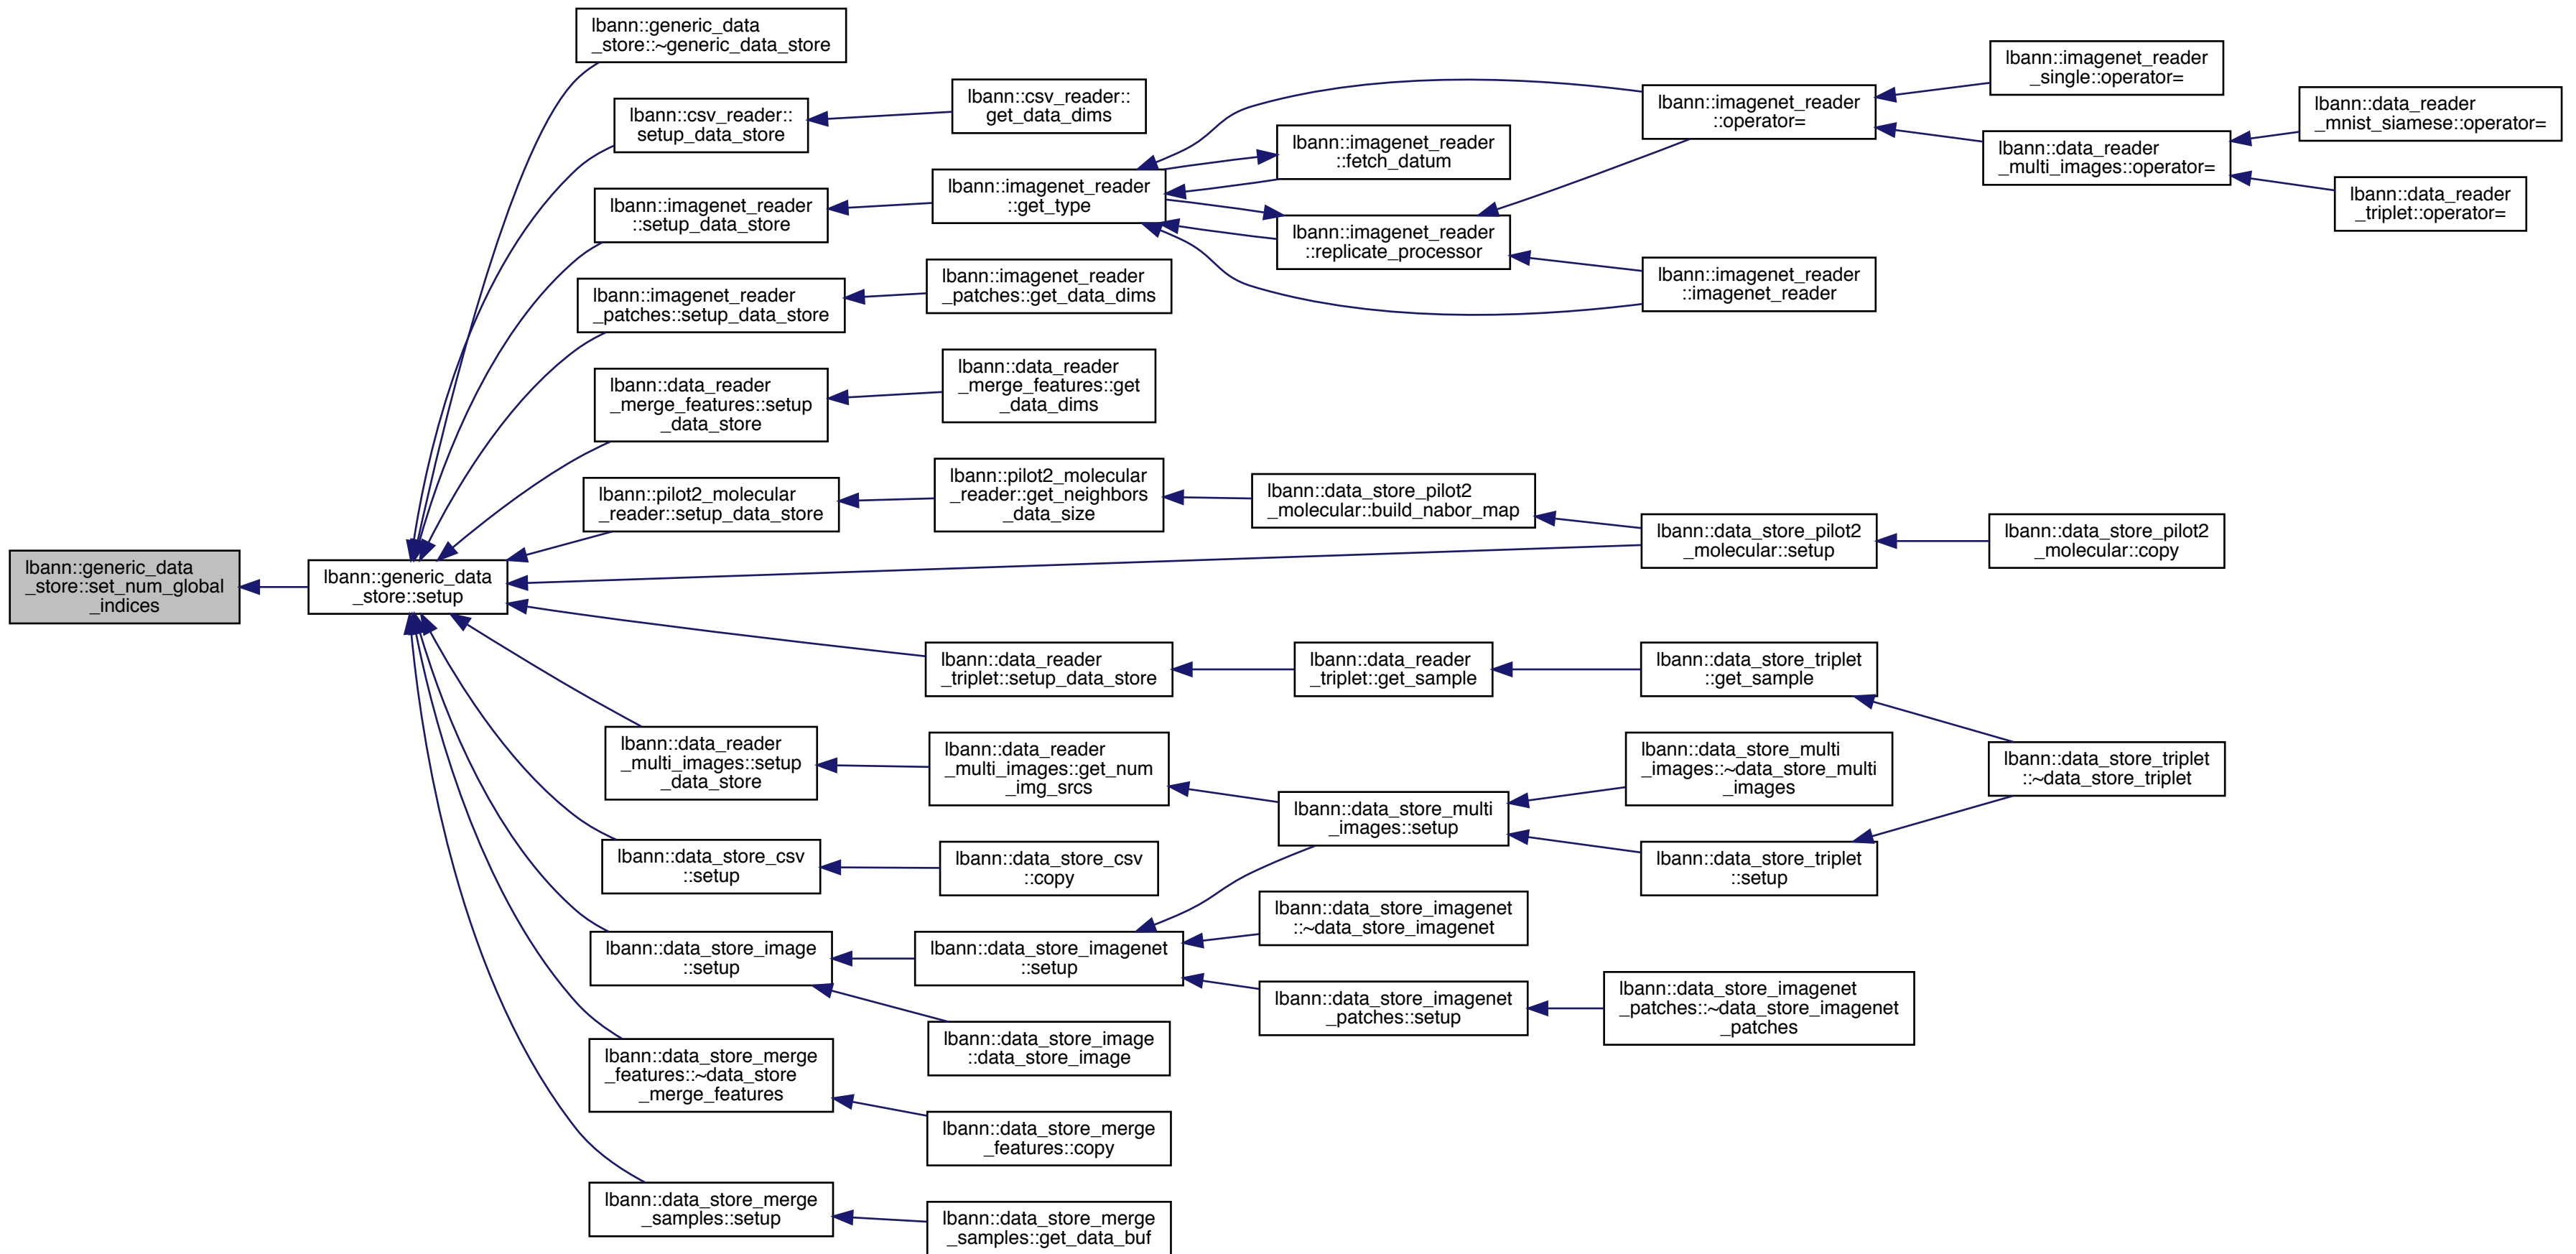 lbann::generic_data
_store::set_num_global
_indices
lbann::generic_data
_store::setup
lbann::generic_data
_store::~generic_data_store
lbann::csv_reader::
setup_data_store
lbann::csv_reader::
get_data_dims
lbann::imagenet_reader
::setup_data_store
lbann::imagenet_reader
::get_type
lbann::imagenet_reader
::fetch_datum
lbann::imagenet_reader
::replicate_processor
lbann::imagenet_reader
::operator=
lbann::imagenet_reader
::imagenet_reader
lbann::imagenet_reader
_single::operator=
lbann::data_reader
_multi_images::operator=
lbann::data_reader
_mnist_siamese::operator=
lbann::data_reader
_triplet::operator=
lbann::imagenet_reader
_patches::setup_data_store
lbann::imagenet_reader
_patches::get_data_dims
lbann::data_reader
_merge_features::setup
_data_store
lbann::data_reader
_merge_features::get
_data_dims
lbann::pilot2_molecular
_reader::setup_data_store
lbann::pilot2_molecular
_reader::get_neighbors
_data_size
lbann::data_store_pilot2
_molecular::build_nabor_map
lbann::data_store_pilot2
_molecular::setup
lbann::data_store_pilot2
_molecular::copy
lbann::data_reader
_triplet::setup_data_store
lbann::data_reader
_triplet::get_sample
lbann::data_store_triplet
::get_sample
lbann::data_store_triplet
::~data_store_triplet
lbann::data_reader
_multi_images::setup
_data_store
lbann::data_reader
_multi_images::get_num
_img_srcs
lbann::data_store_multi
_images::setup
lbann::data_store_multi
_images::~data_store_multi
_images
lbann::data_store_triplet
::setup
lbann::data_store_csv
::setup
lbann::data_store_csv
::copy
lbann::data_store_image
::setup
lbann::data_store_imagenet
::setup
lbann::data_store_imagenet
::~data_store_imagenet
lbann::data_store_imagenet
_patches::setup
lbann::data_store_imagenet
_patches::~data_store_imagenet
_patches
lbann::data_store_image
::data_store_image
lbann::data_store_merge
_features::~data_store
_merge_features
lbann::data_store_merge
_features::copy
lbann::data_store_merge
_samples::setup
lbann::data_store_merge
_samples::get_data_buf